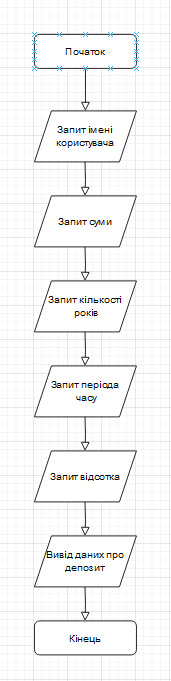 Початок
Запит імені
користувача
Запит суми
Запит кількості
років
Запит періода
часу
Запит відсотка
Вивід даних про
депозит
Кінець